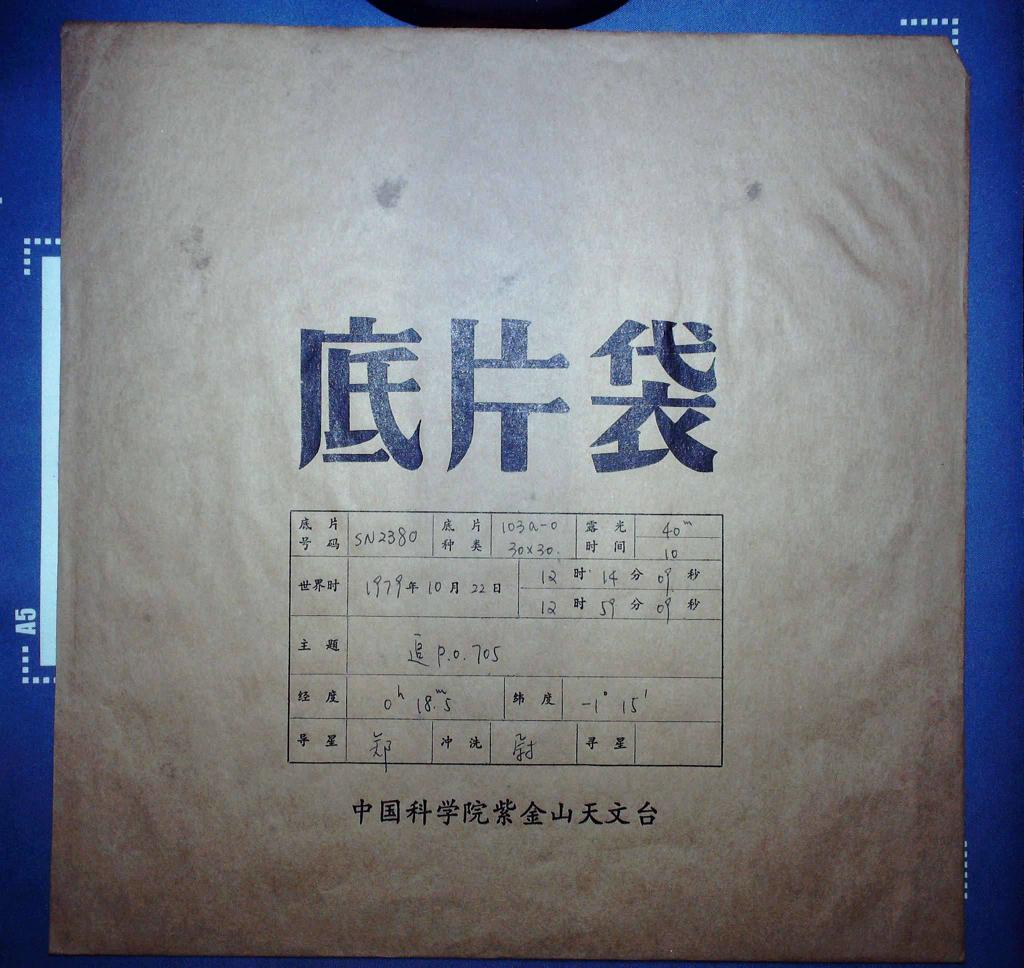 底片袋
底片号码 SN2380 底片种类 103a-0 30×30. 露光时间 40m 10
世界时 1979年10月22日 12时14分09秒
12时59分09秒
主题 追 P.O. 705
经度 0h 18m.5 纬度 -1° 15'
导星 郑 冲洗 尉 寻星
中国科学院紫金山天文台
A5